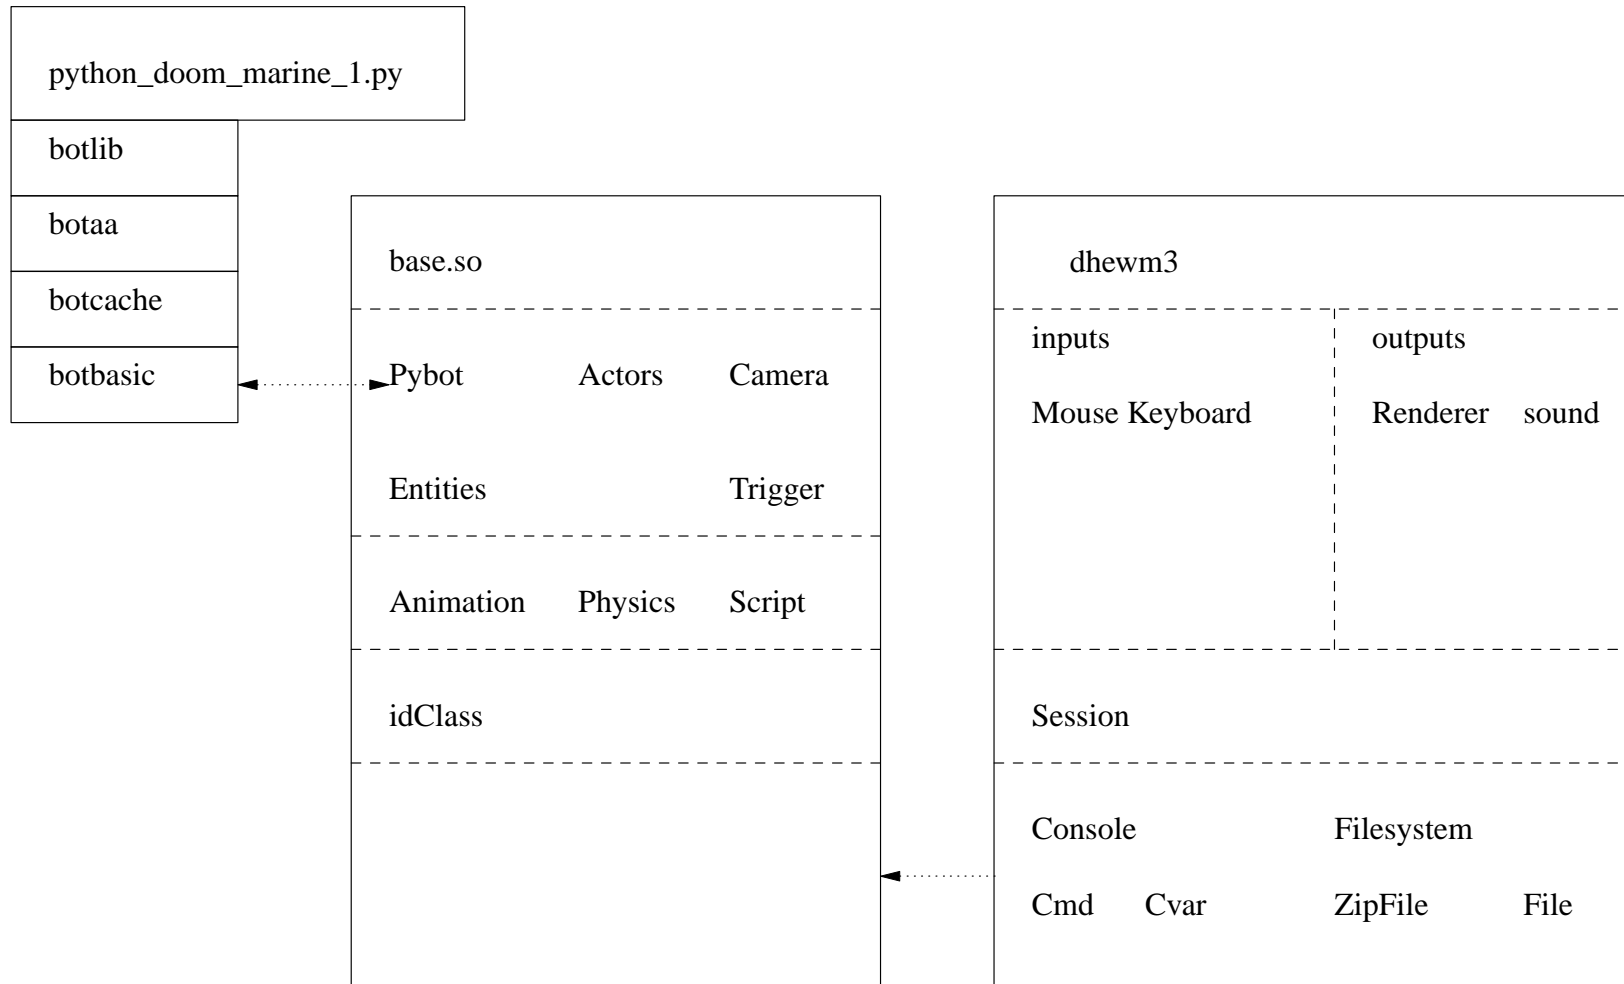 python_doom_marine_1.py
botlib
botaa
botcache
botbasic
base.so
Pybot Actors Camera
Entities Trigger
Animation Physics Script
idClass
dhewm3
inputs outputs
Mouse Keyboard Renderer sound
Session
Console Filesystem
Cmd Cvar ZipFile File